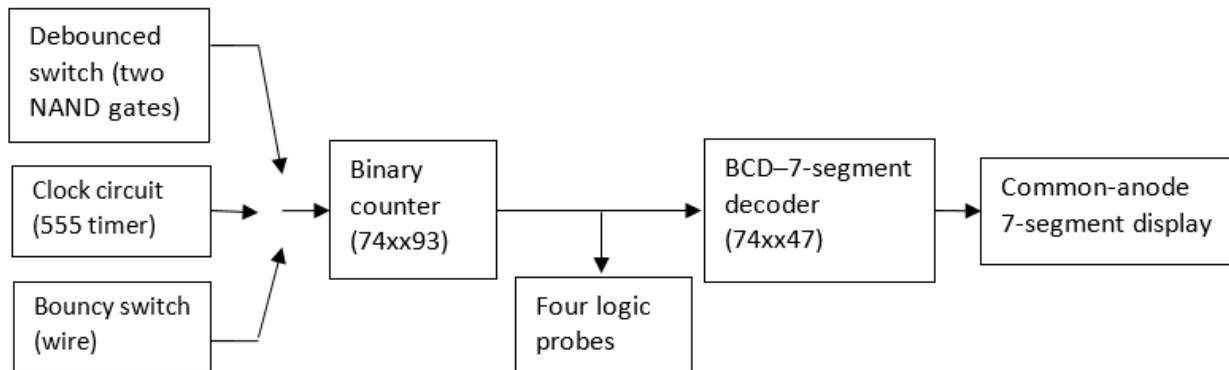 Debounced
switch (two
NAND gates)
Clock circuit
(555 timer)
Bouncy switch
(wire)
Binary
counter
(74xx93)
Four logic
probes
BCD–7-segment
decoder
(74xx47)
Common-anode
7-segment display